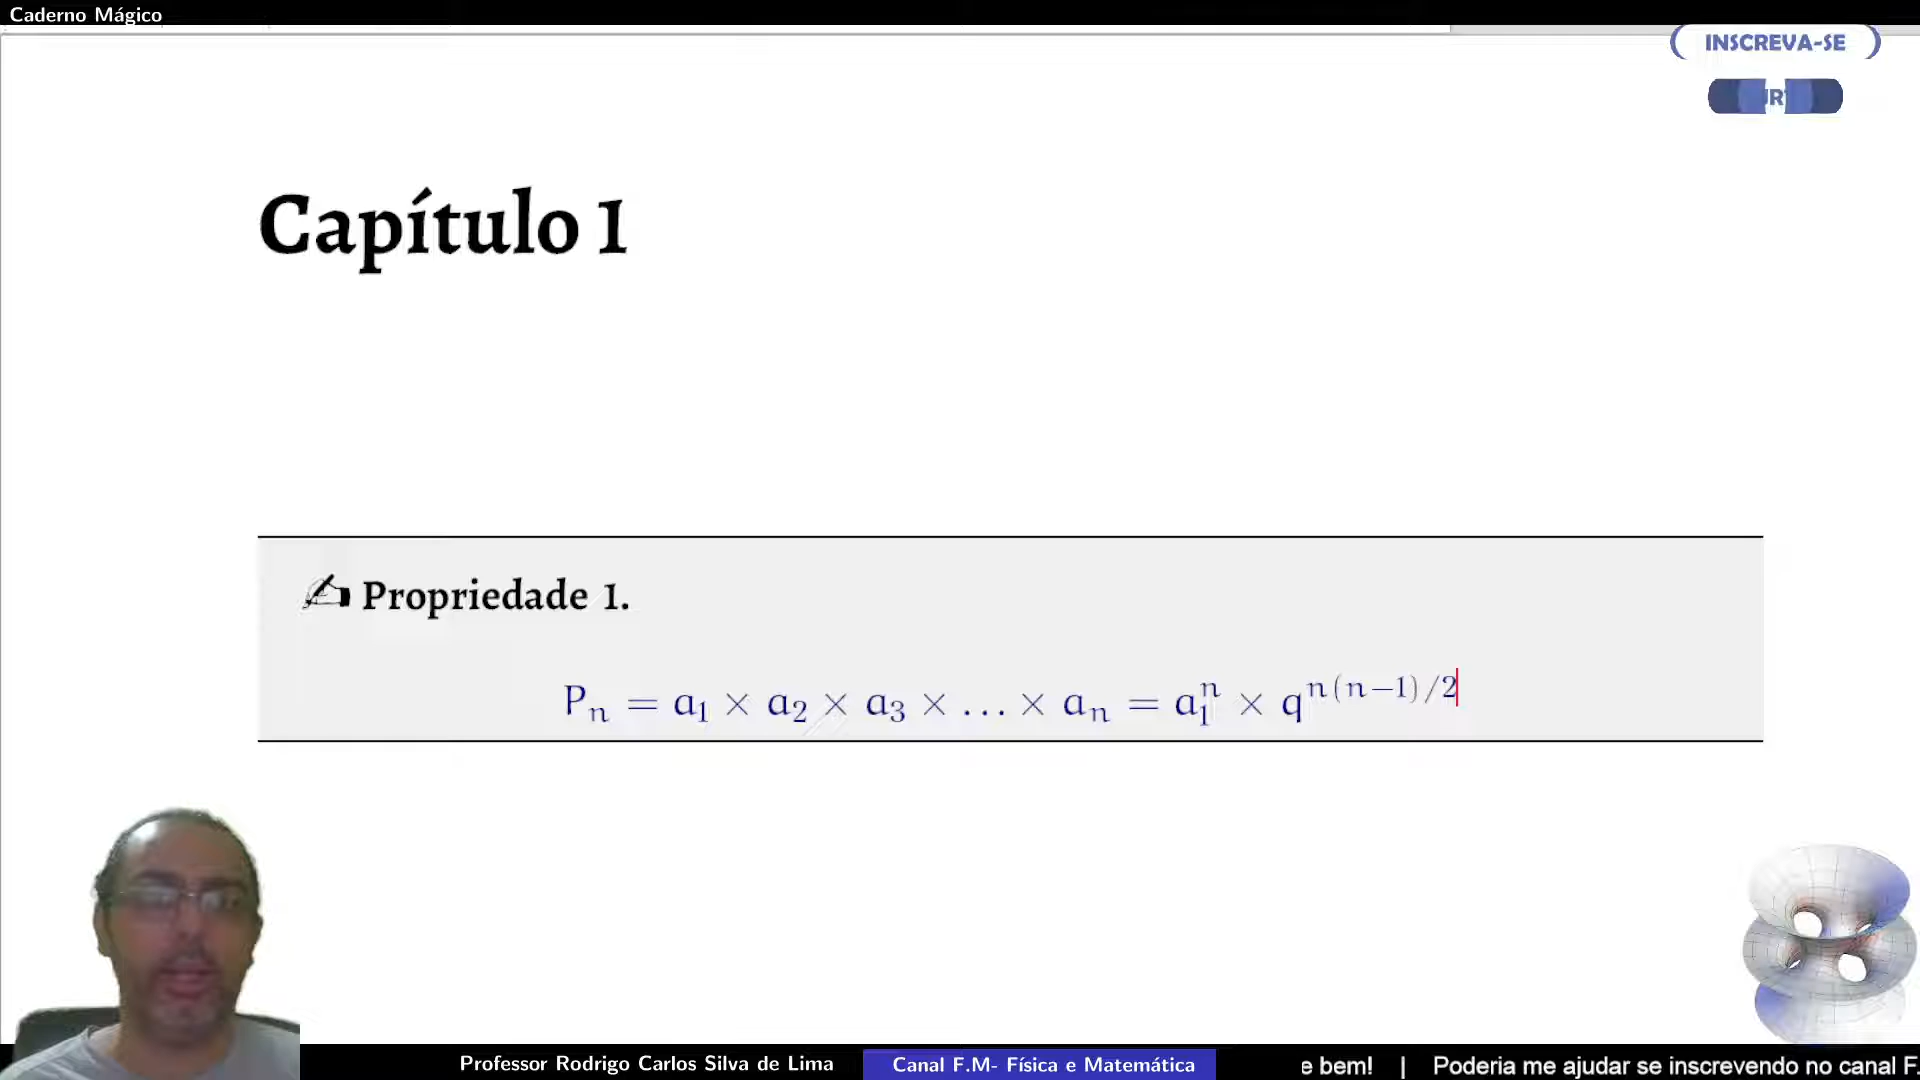 Caderno Mágico
INSCREVA-SE
Capítulo 1
✍ Propriedade 1.
Pₙ = a₁ × a₂ × a₃ × … × aₙ = a₁ⁿ × q^{n(n−1)/2}
Professor Rodrigo Carlos Silva de Lima
Canal F.M- Física e Matemática
e bem! | Poderia me ajudar se inscrevendo no canal F.